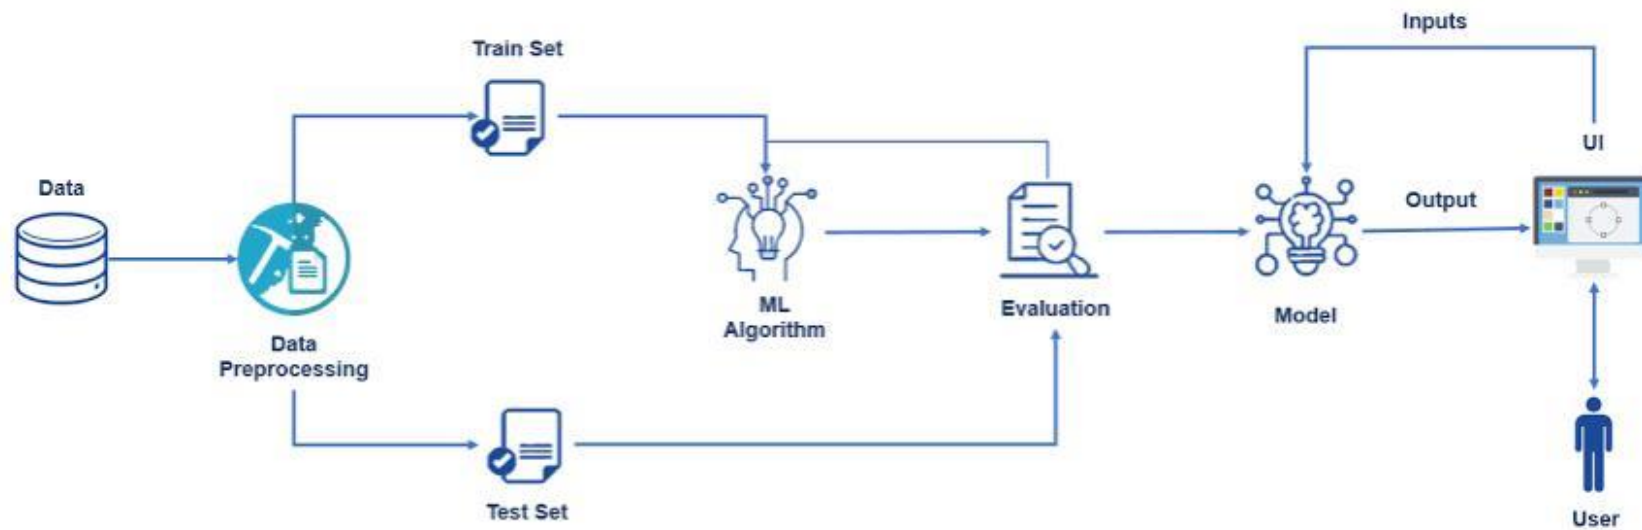 Inputs
Train Set
UI
Data
Output
ML
Algorithm
Evaluation
Model
Data
Preprocessing
Test Set
User